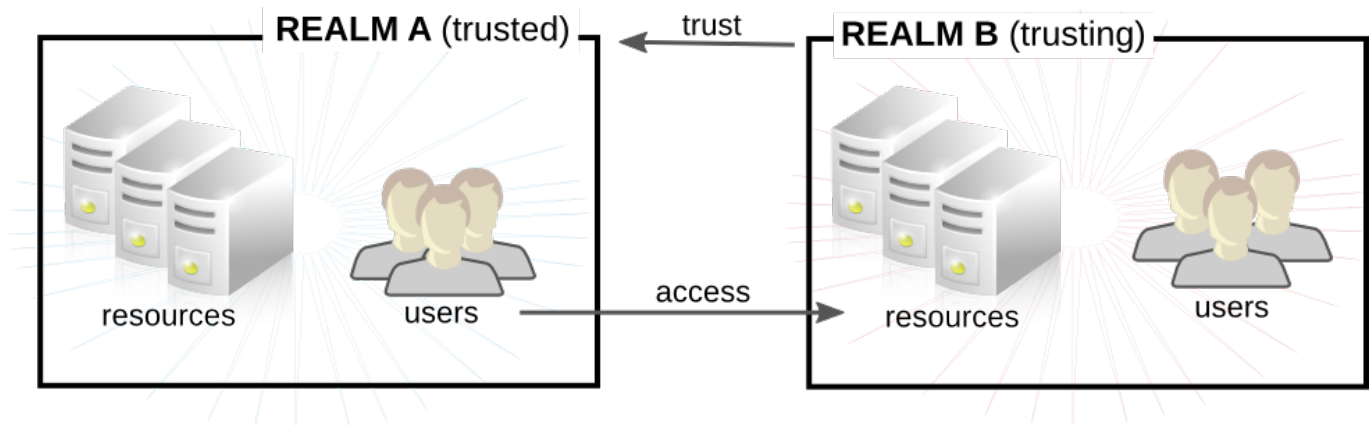 REALM A (trusted)
trust
REALM B (trusting)
resources
users
access
resources
users